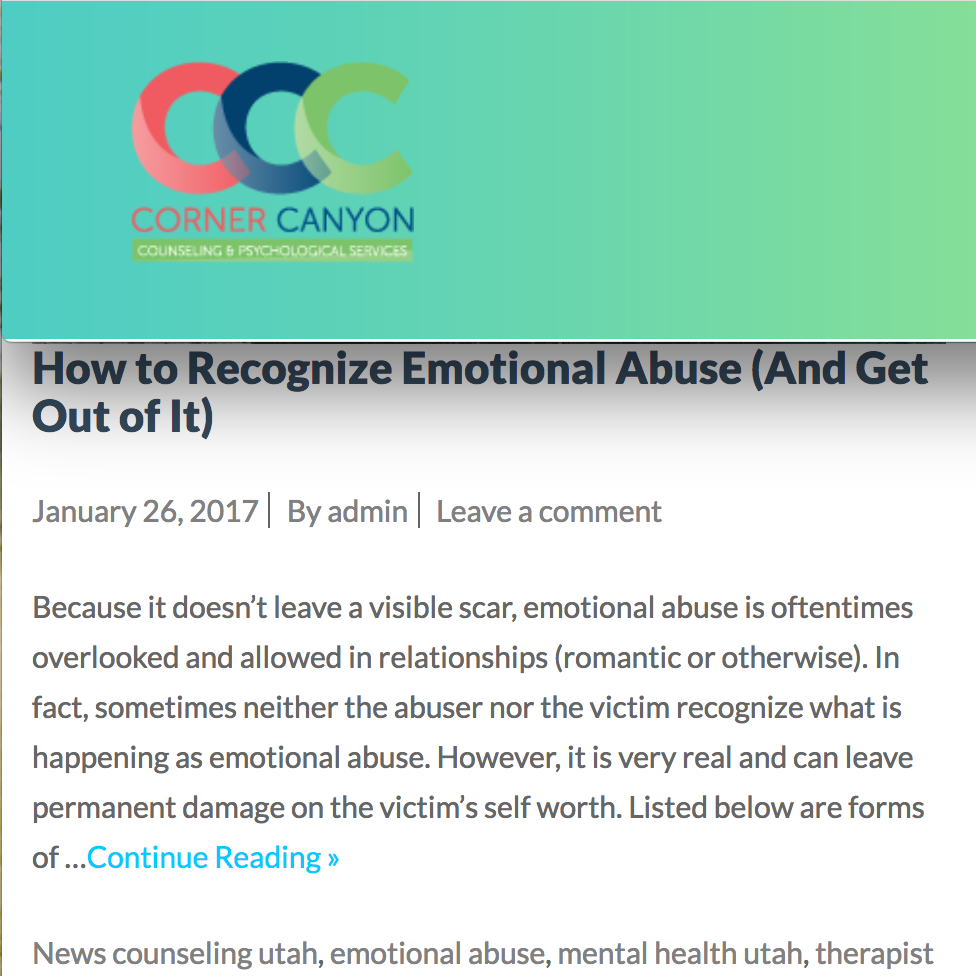 CCC
CORNER CANYON
COUNSELING & PSYCHOLOGICAL SERVICES
How to Recognize Emotional Abuse (And Get
Out of It)
January 26, 2017 | By admin | Leave a comment
Because it doesn’t leave a visible scar, emotional abuse is oftentimes
overlooked and allowed in relationships (romantic or otherwise). In
fact, sometimes neither the abuser nor the victim recognize what is
happening as emotional abuse. However, it is very real and can leave
permanent damage on the victim’s self worth. Listed below are forms
of …Continue Reading »
News counseling utah, emotional abuse, mental health utah, therapist